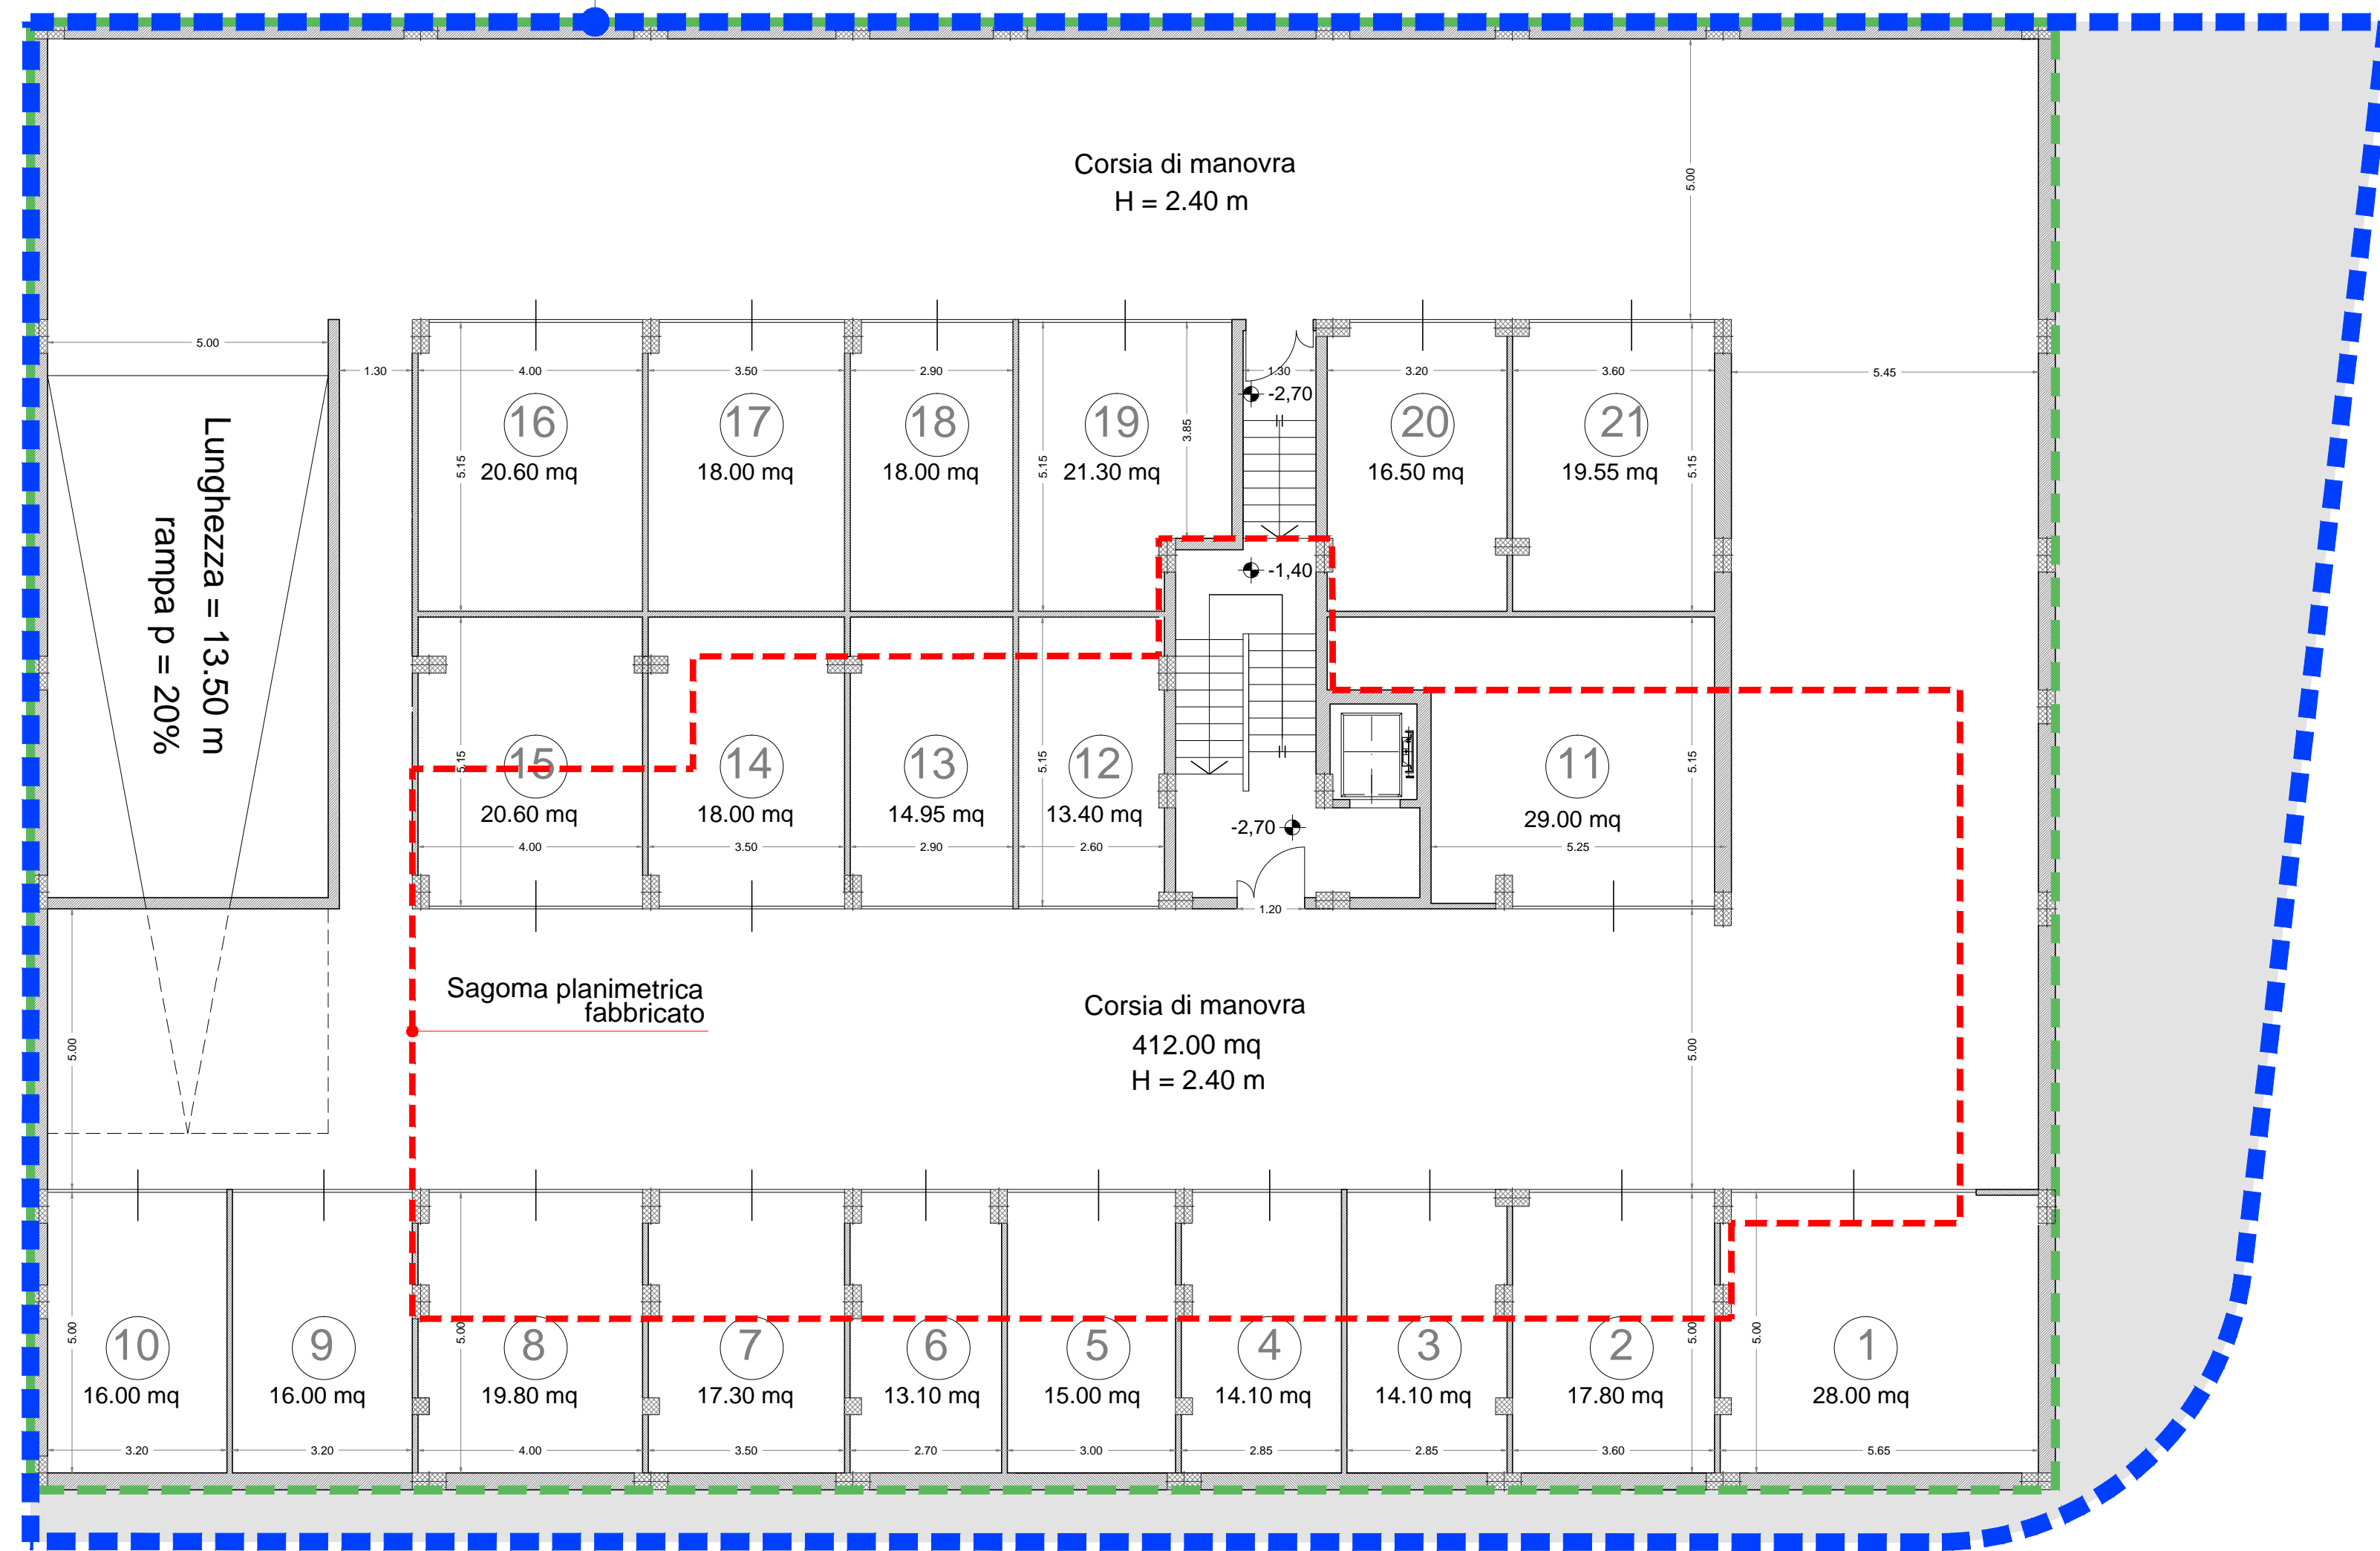 Corsia di manovra
H = 2.40 m
5.00
5.00
1.30
4.00
3.50
2.90
1.30
3.20
3.60
5.45
-2,70
16
17
18
19
20
21
3.85
5.15
5.15
5.15
20.60 mq
18.00 mq
18.00 mq
21.30 mq
16.50 mq
19.55 mq
Lunghezza = 13.50 m
rampa p = 20%
-1,40
5.15
5.15
5.15
15
14
13
12
11
20.60 mq
18.00 mq
14.95 mq
13.40 mq
29.00 mq
-2,70
4.00
3.50
2.90
2.60
5.25
1.20
Sagoma planimetrica
fabbricato
Corsia di manovra
412.00 mq
H = 2.40 m
5.00
5.00
5.00
5.00
5.00
5.00
10
9
8
7
6
5
4
3
2
1
16.00 mq
16.00 mq
19.80 mq
17.30 mq
13.10 mq
15.00 mq
14.10 mq
14.10 mq
17.80 mq
28.00 mq
3.20
3.20
4.00
3.50
2.70
3.00
2.85
2.85
3.60
5.65